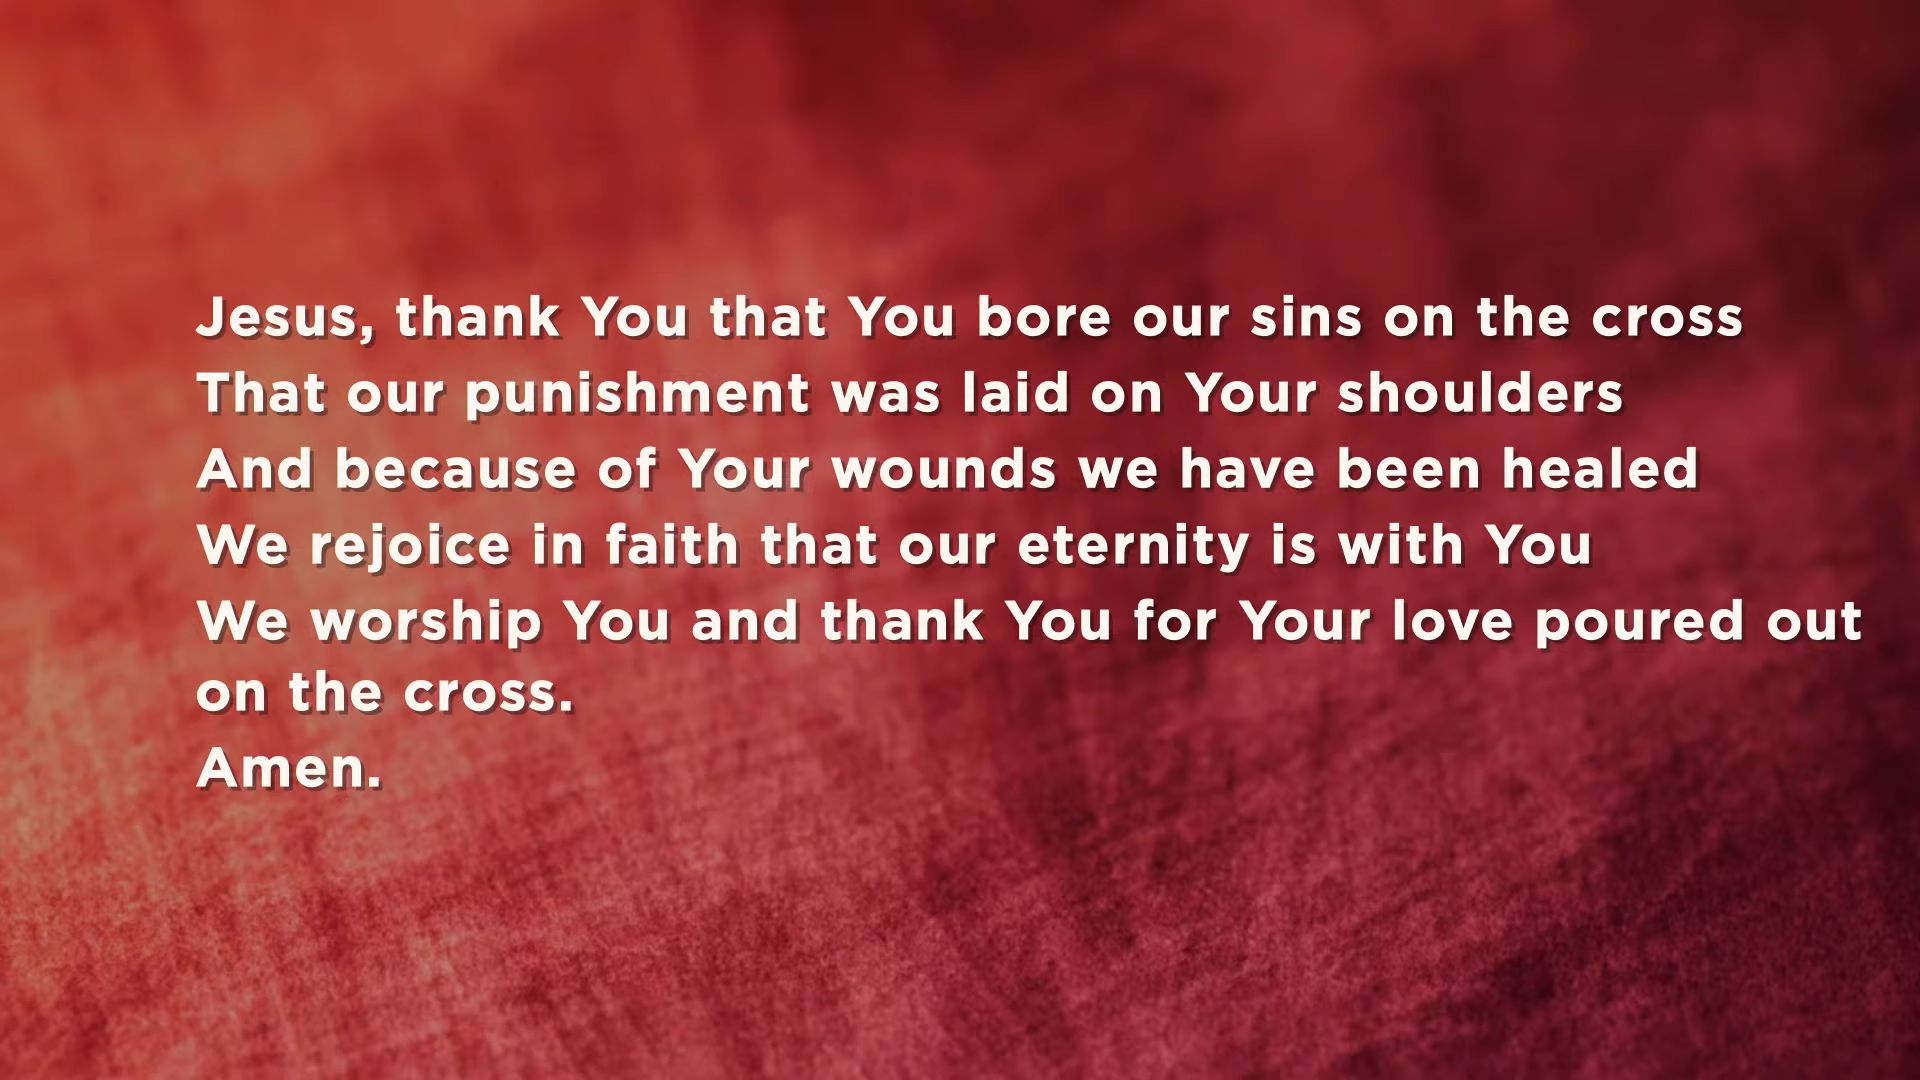 Jesus, thank You that You bore our sins on the cross
That our punishment was laid on Your shoulders
And because of Your wounds we have been healed
We rejoice in faith that our eternity is with You
We worship You and thank You for Your love poured out
on the cross.
Amen.